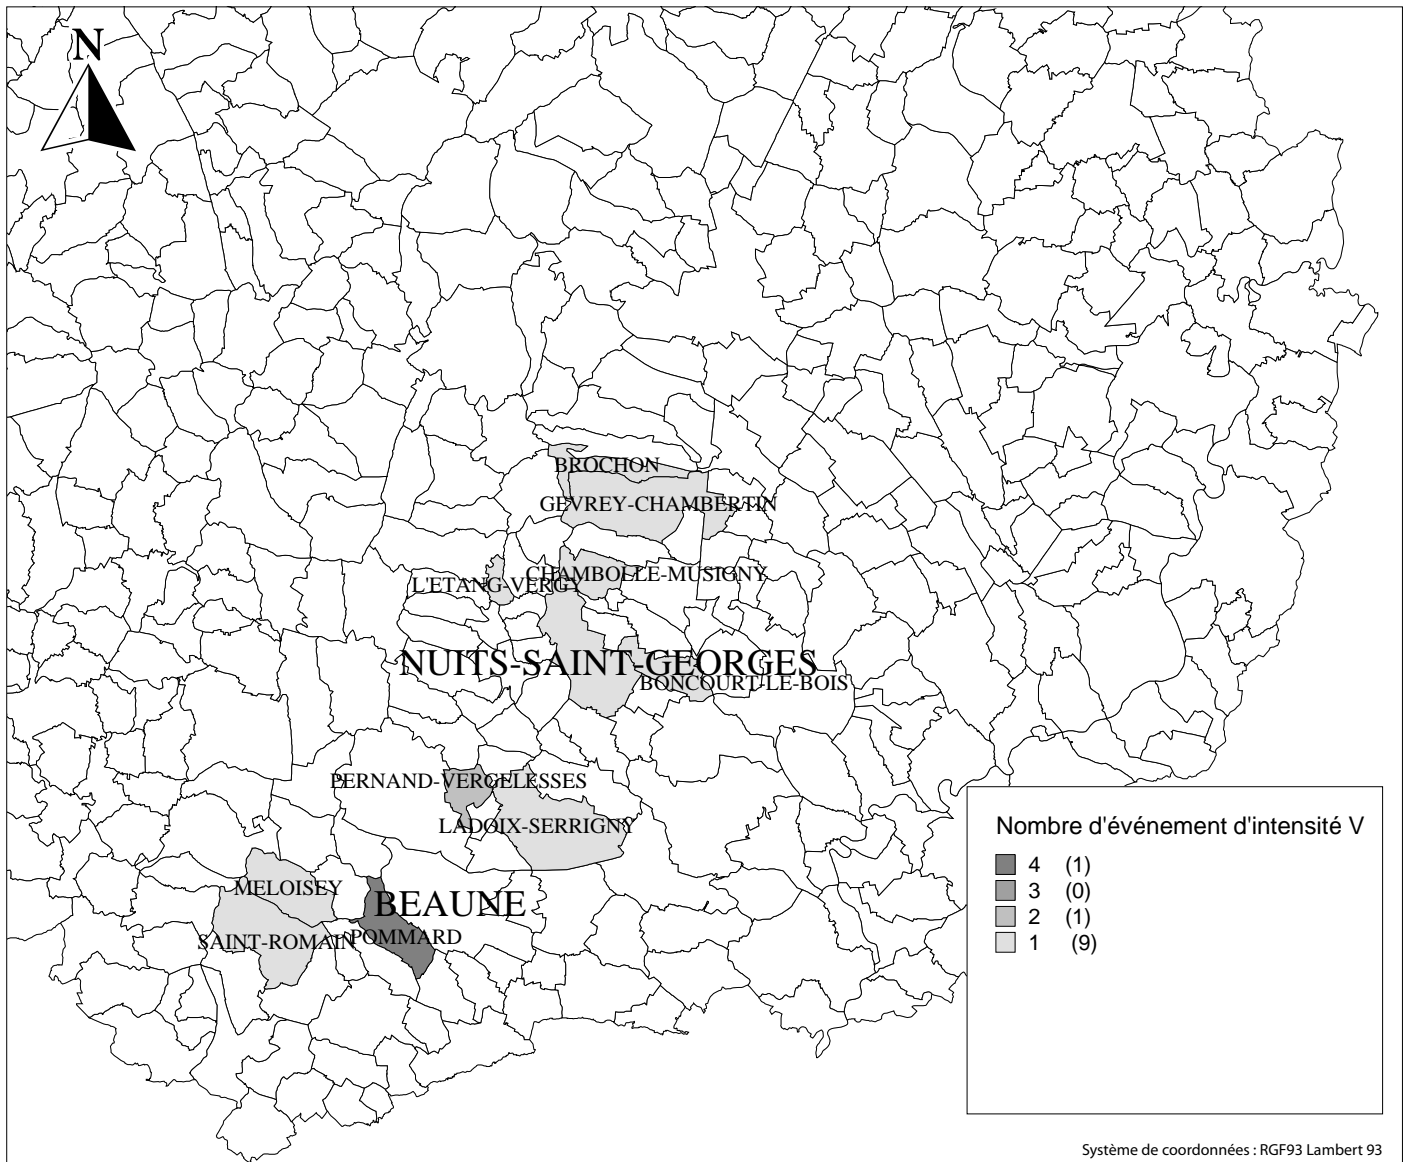 N
BROCHON
GEVREY-CHAMBERTIN
CHAMBOLLE-MUSIGNY
L'ETANG-VERGY
NUITS-SAINT-GEORGES
BONCOURT-LE-BOIS
PERNAND-VERGELESSES
LADOIX-SERRIGNY
MELOISEY
BEAUNE
SAINT-ROMAIN
POMMARD
Nombre d'événement d'intensité V
4 (1)
3 (0)
2 (1)
1 (9)
Système de coordonnées : RGF93 Lambert 93